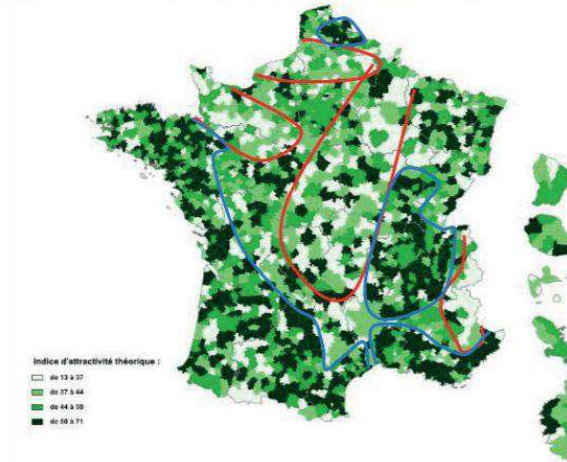 Indice d'attractivité théorique :
de 13 à 37
de 37 à 44
de 44 à 50
de 50 à 71